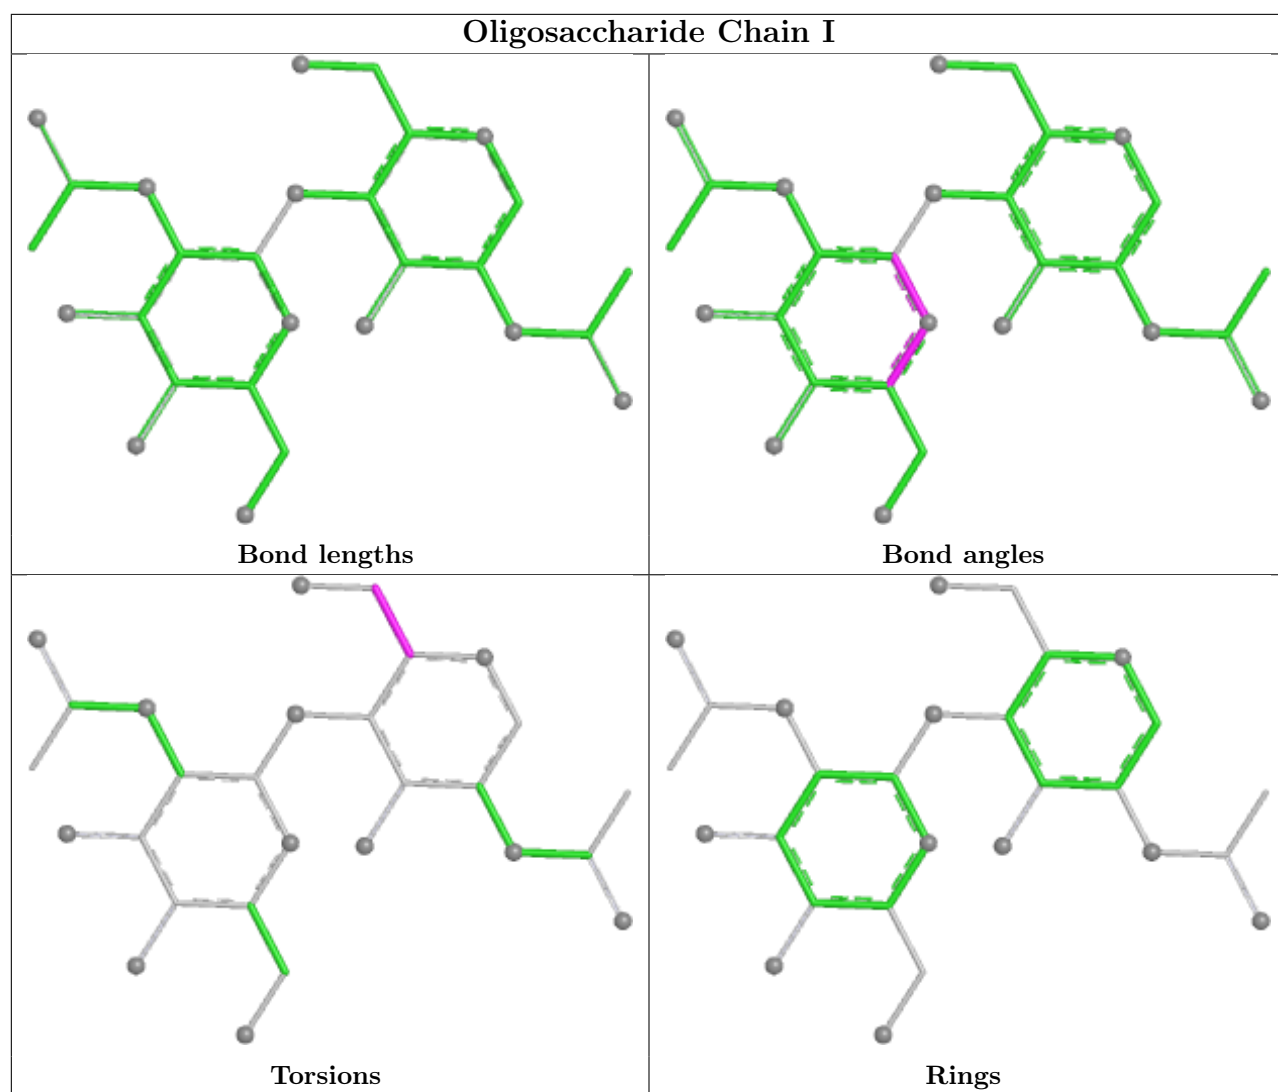 Oligosaccharide Chain I
Bond lengths
Bond angles
Torsions
Rings